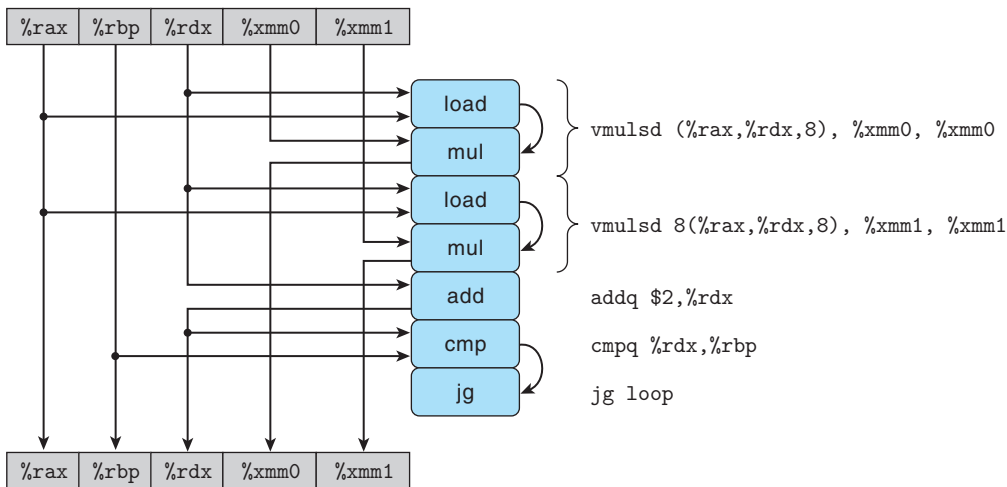 %rax %rbp %rdx %xmm0 %xmm1
load
mul
vmulsd (%rax,%rdx,8), %xmm0, %xmm0
load
mul
vmulsd 8(%rax,%rdx,8), %xmm1, %xmm1
add
addq $2,%rdx
cmp
cmpq %rdx,%rbp
jg
jg loop
%rax %rbp %rdx %xmm0 %xmm1